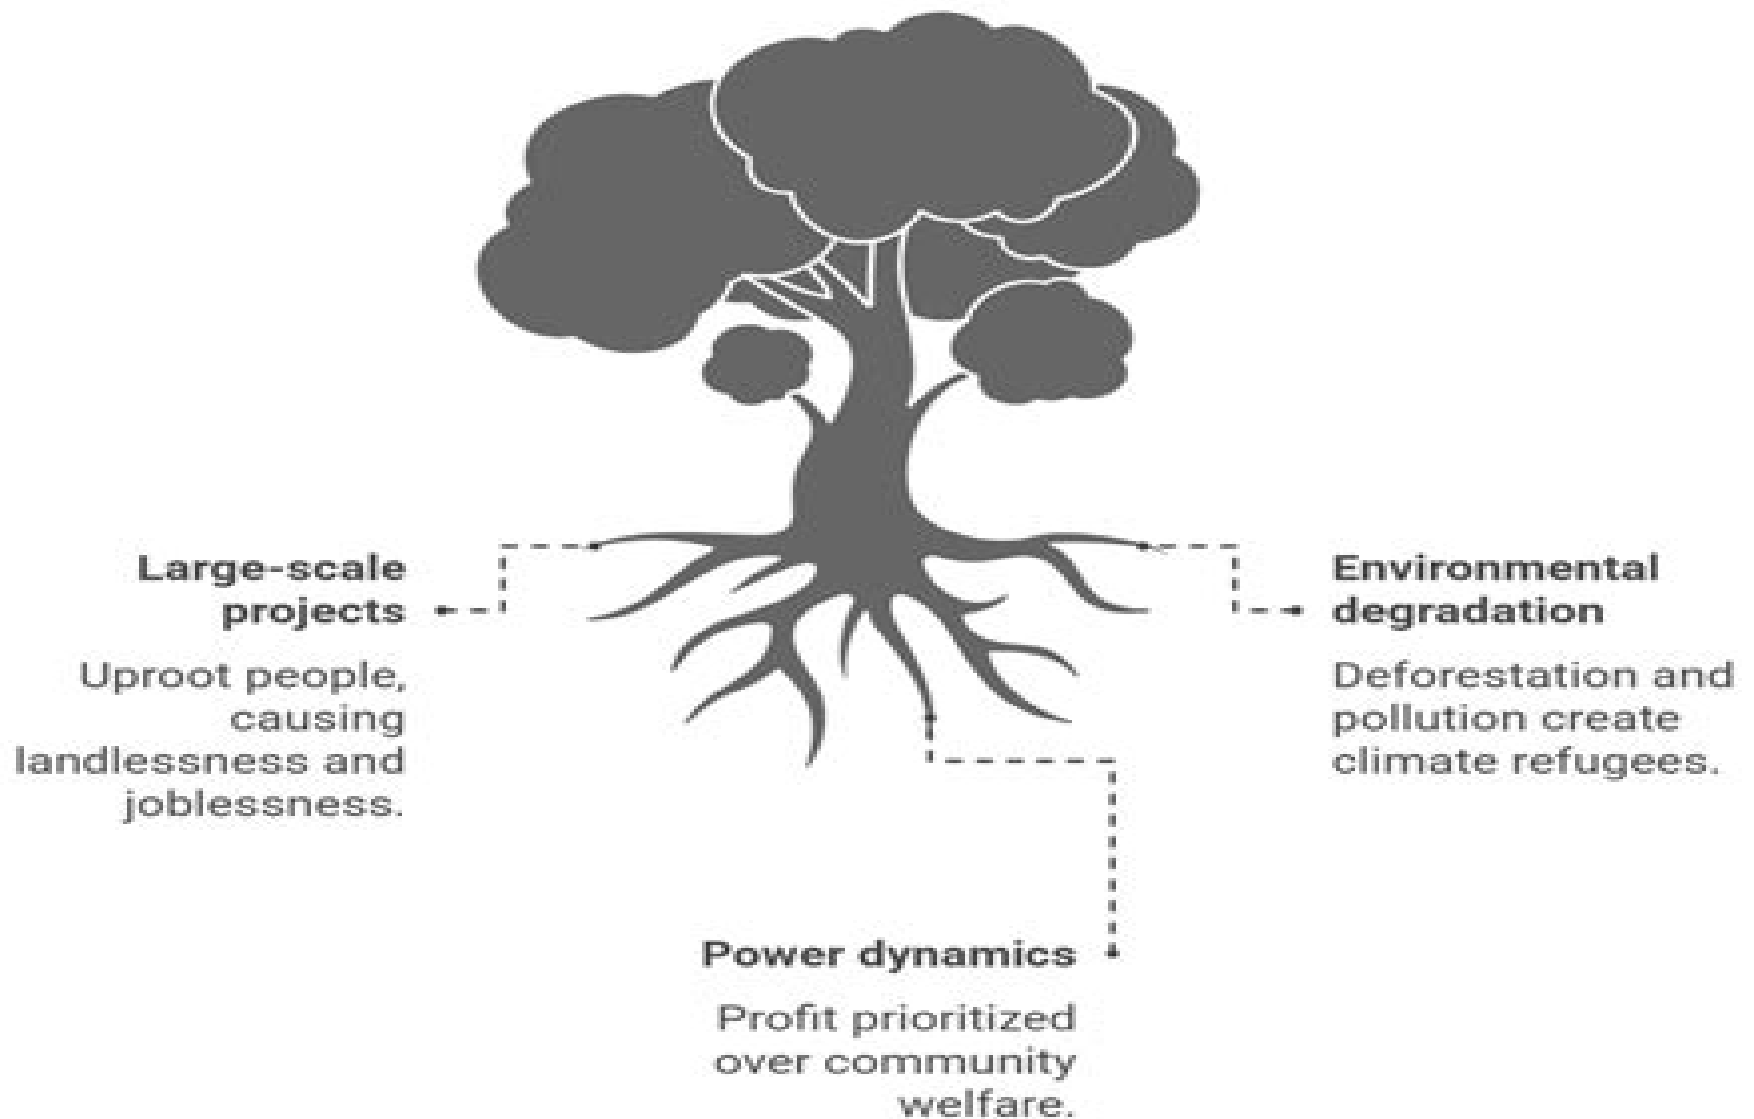 Large-scale
projects
Uproot people,
causing
landlessness and
joblessness.
Environmental
degradation
Deforestation and
pollution create
climate refugees.
Power dynamics
Profit prioritized
over community
welfare.